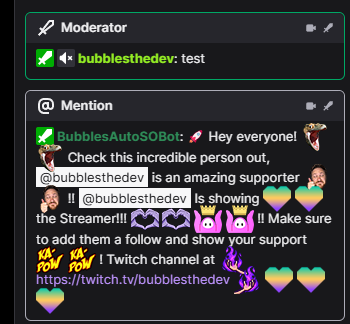 Moderator
bubblesthedev: test
@ Mention
BubblesAutoSOBot: 🚀 Hey everyone!
Check this incredible person out,
@bubblesthedev is an amazing supporter
!! @bubblesthedev Is showing
the Streamer!!! !! Make sure
to add them a follow and show your support
KA-POW KA-POW ! Twitch channel at
https://twitch.tv/bubblesthedev